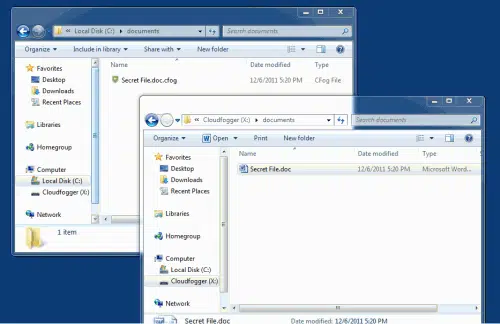 Local Disk (C:) ▸ documents
Search documents
Organize
Include in library
Share with
New folder
Name
Date modified
Type
Favorites
Desktop
Downloads
Recent Places
Libraries
Homegroup
Computer
Local Disk (C:)
Cloudfogger (X:)
Network
Secret File.doc.cfog
12/6/2011 5:20 PM
CFog File
1 item
Cloudfogger (X:) ▸ documents
Search documents
Organize
Open
Print
New folder
Name
Date modified
Type
Favorites
Desktop
Downloads
Recent Places
Libraries
Homegroup
Computer
Local Disk (C:)
Cloudfogger (X:)
Network
Secret File.doc
12/6/2011 5:20 PM
Microsoft Word...
Secret File.doc
Date modified: 12/6/2011 5:20 PM